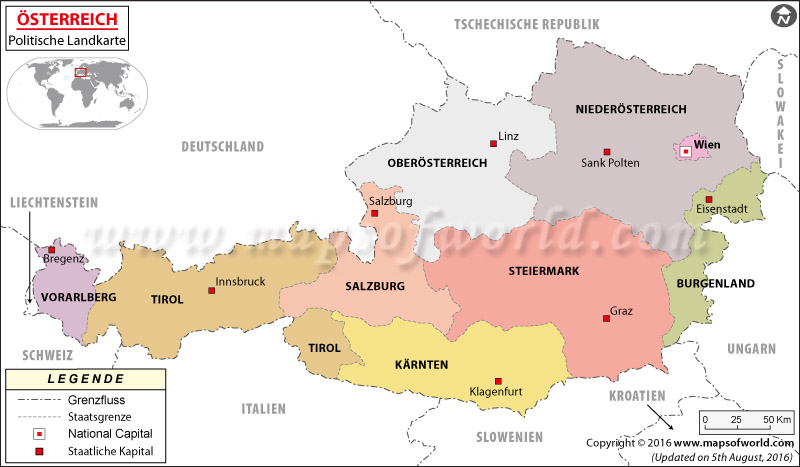 ÖSTERREICH
Politische Landkarte
TSCHECHISCHE REPUBLIK
N
SLOWAKEI
DEUTSCHLAND
NIEDERÖSTERREICH
Linz
Wien
OBERÖSTERREICH
Sank Polten
LIECHTENSTEIN
Salzburg
Eisenstadt
www.mapsofworld.com
Bregenz
STEIERMARK
Innsbruck
SALZBURG
BURGENLAND
VORARLBERG
TIROL
Graz
TIROL
UNGARN
SCHWEIZ
KÄRNTEN
LEGENDE
Grenzfluss
Staatsgrenze
National Capital
Staatliche Kapital
Klagenfurt
ITALIEN
KROATIEN
SLOWENIEN
0 25 50 Km
Copyright © 2016 www.mapsofworld.com
(Updated on 5th August, 2016)